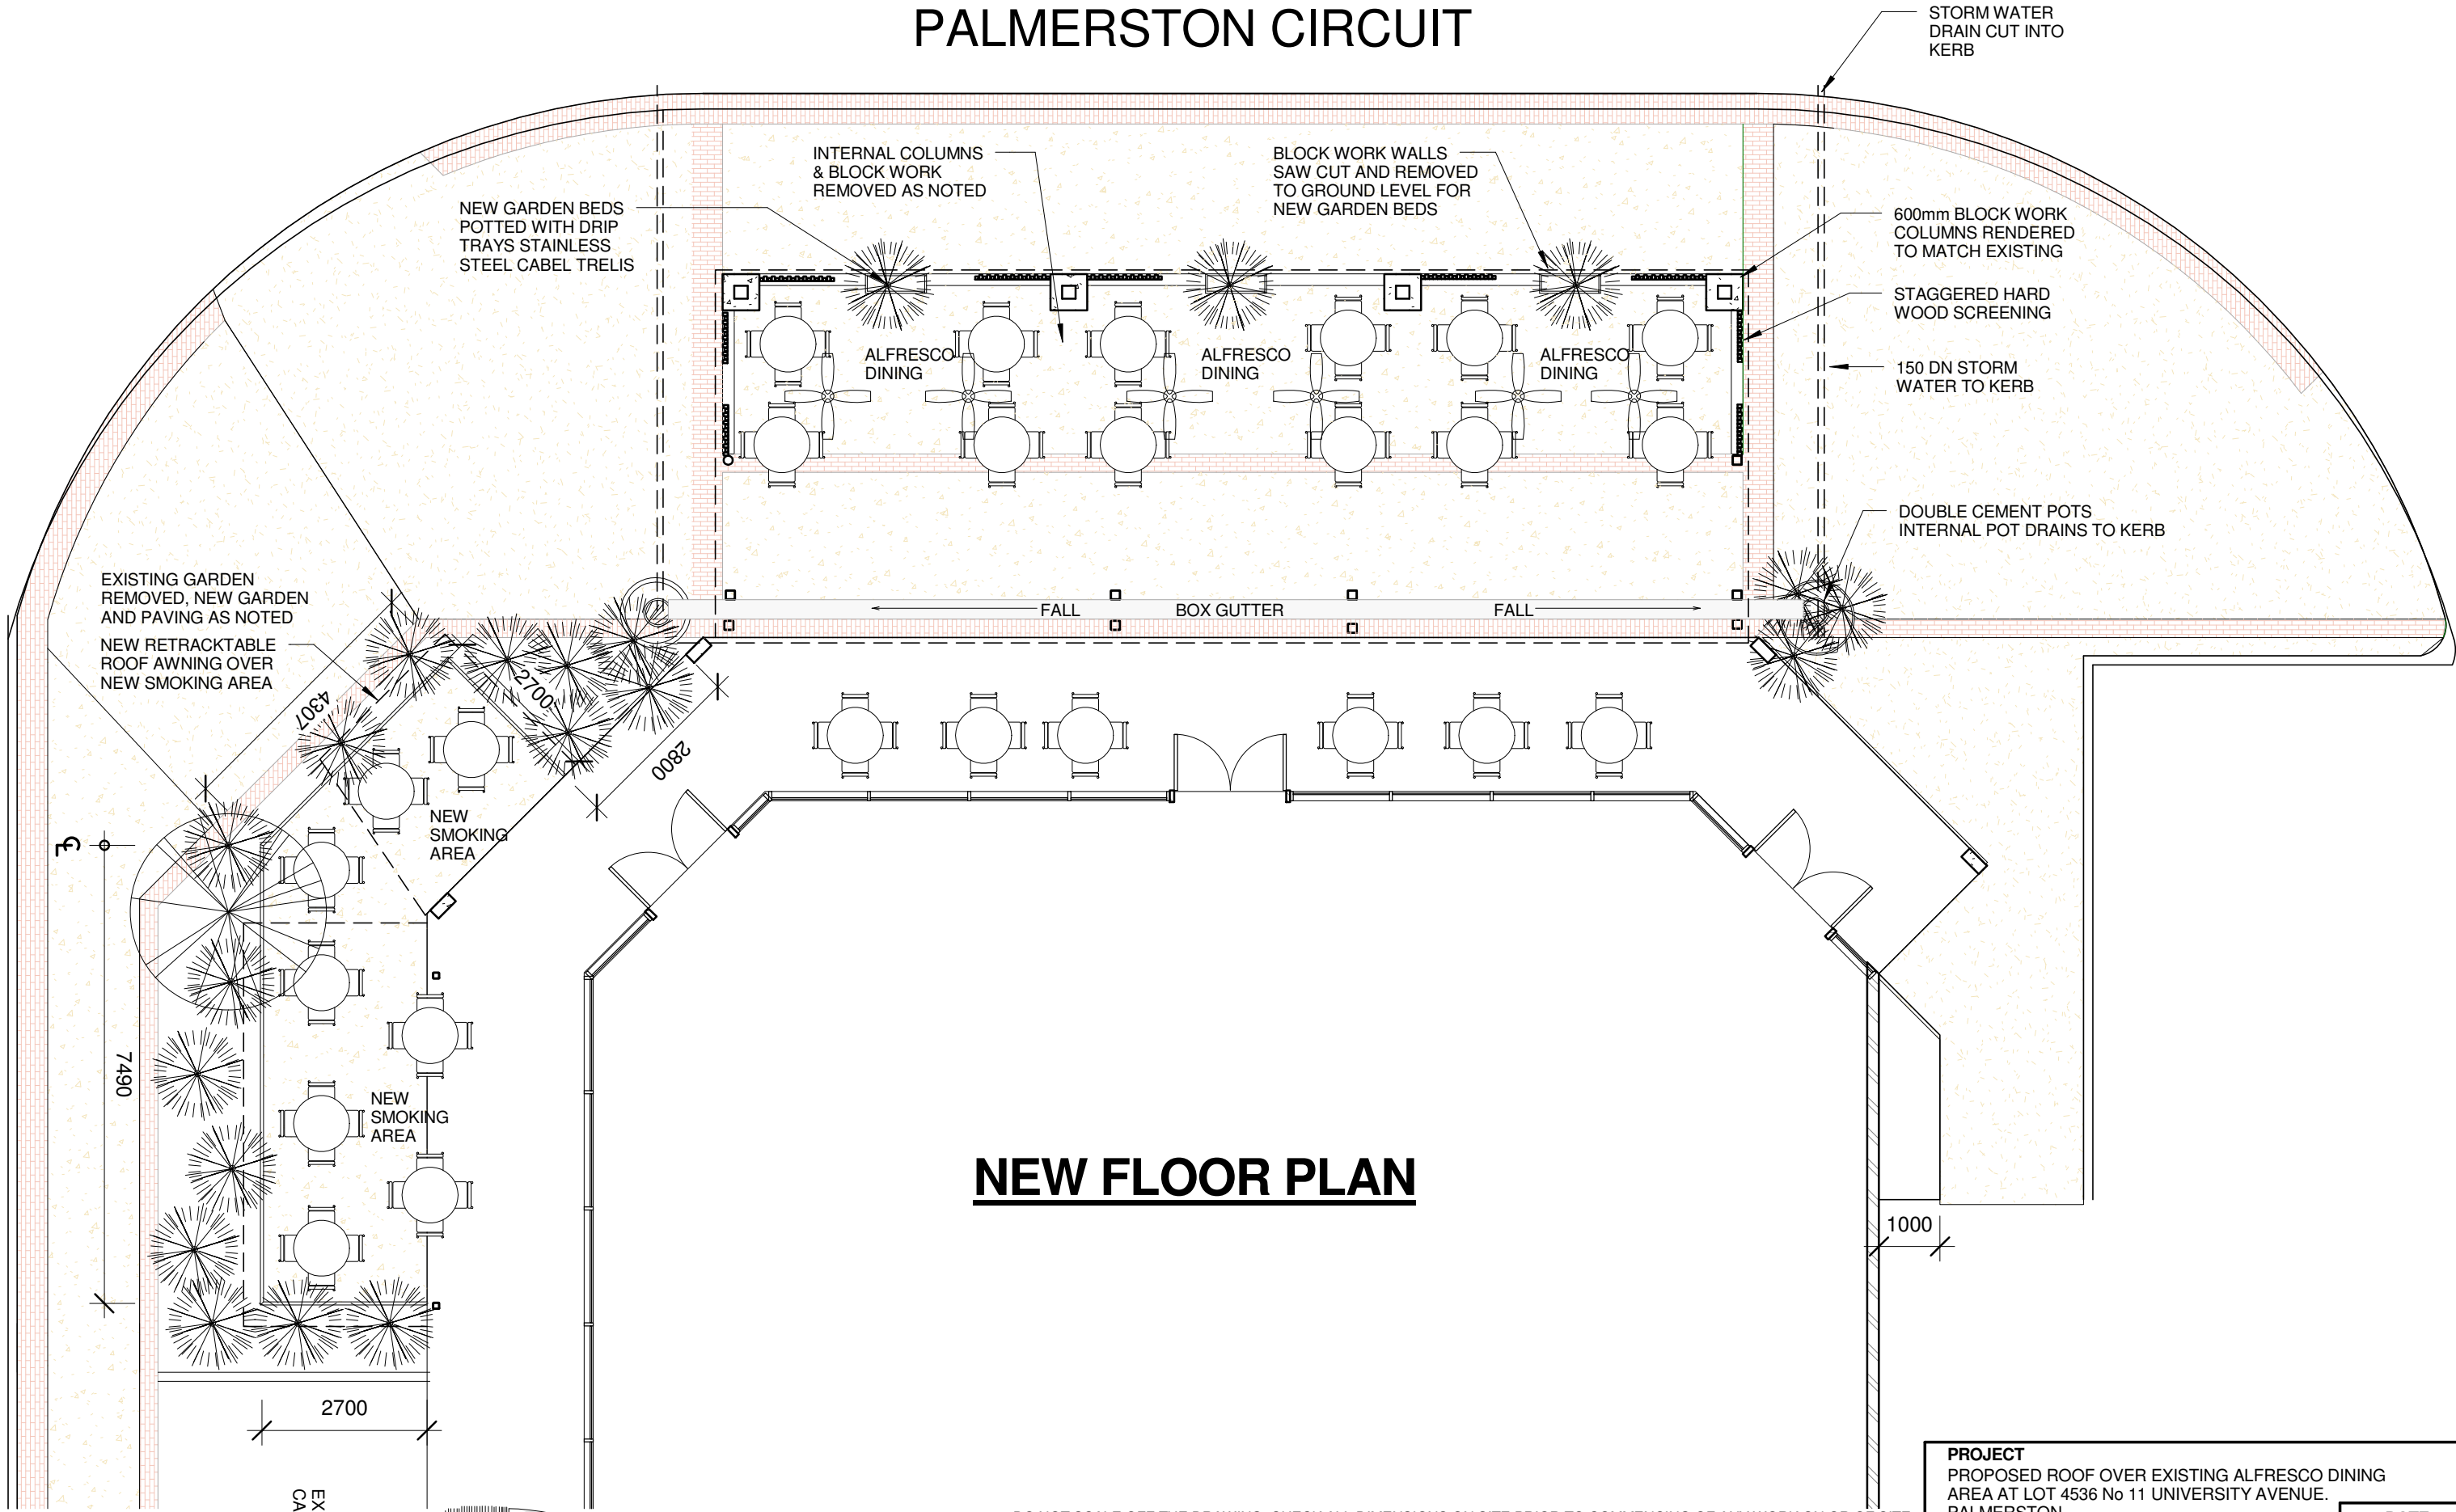 PALMERSTON CIRCUIT
STORM WATER
DRAIN CUT INTO
KERB
INTERNAL COLUMNS
& BLOCK WORK
REMOVED AS NOTED
BLOCK WORK WALLS
SAW CUT AND REMOVED
TO GROUND LEVEL FOR
NEW GARDEN BEDS
NEW GARDEN BEDS
POTTED WITH DRIP
TRAYS STAINLESS
STEEL CABEL TRELIS
600mm BLOCK WORK
COLUMNS RENDERED
TO MATCH EXISTING
STAGGERED HARD
WOOD SCREENING
150 DN STORM
WATER TO KERB
ALFRESCO
DINING
ALFRESCO
DINING
ALFRESCO
DINING
DOUBLE CEMENT POTS
INTERNAL POT DRAINS TO KERB
EXISTING GARDEN
REMOVED, NEW GARDEN
AND PAVING AS NOTED
NEW RETRACKTABLE
ROOF AWNING OVER
NEW SMOKING AREA
FALL
BOX GUTTER
FALL
4307
2700
2800
NEW
SMOKING
AREA
7490
NEW
SMOKING
AREA
NEW FLOOR PLAN
1000
2700
EX
CA
PROJECT
PROPOSED ROOF OVER EXISTING ALFRESCO DINING
AREA AT LOT 4536 No 11 UNIVERSITY AVENUE.
PALMERSTON